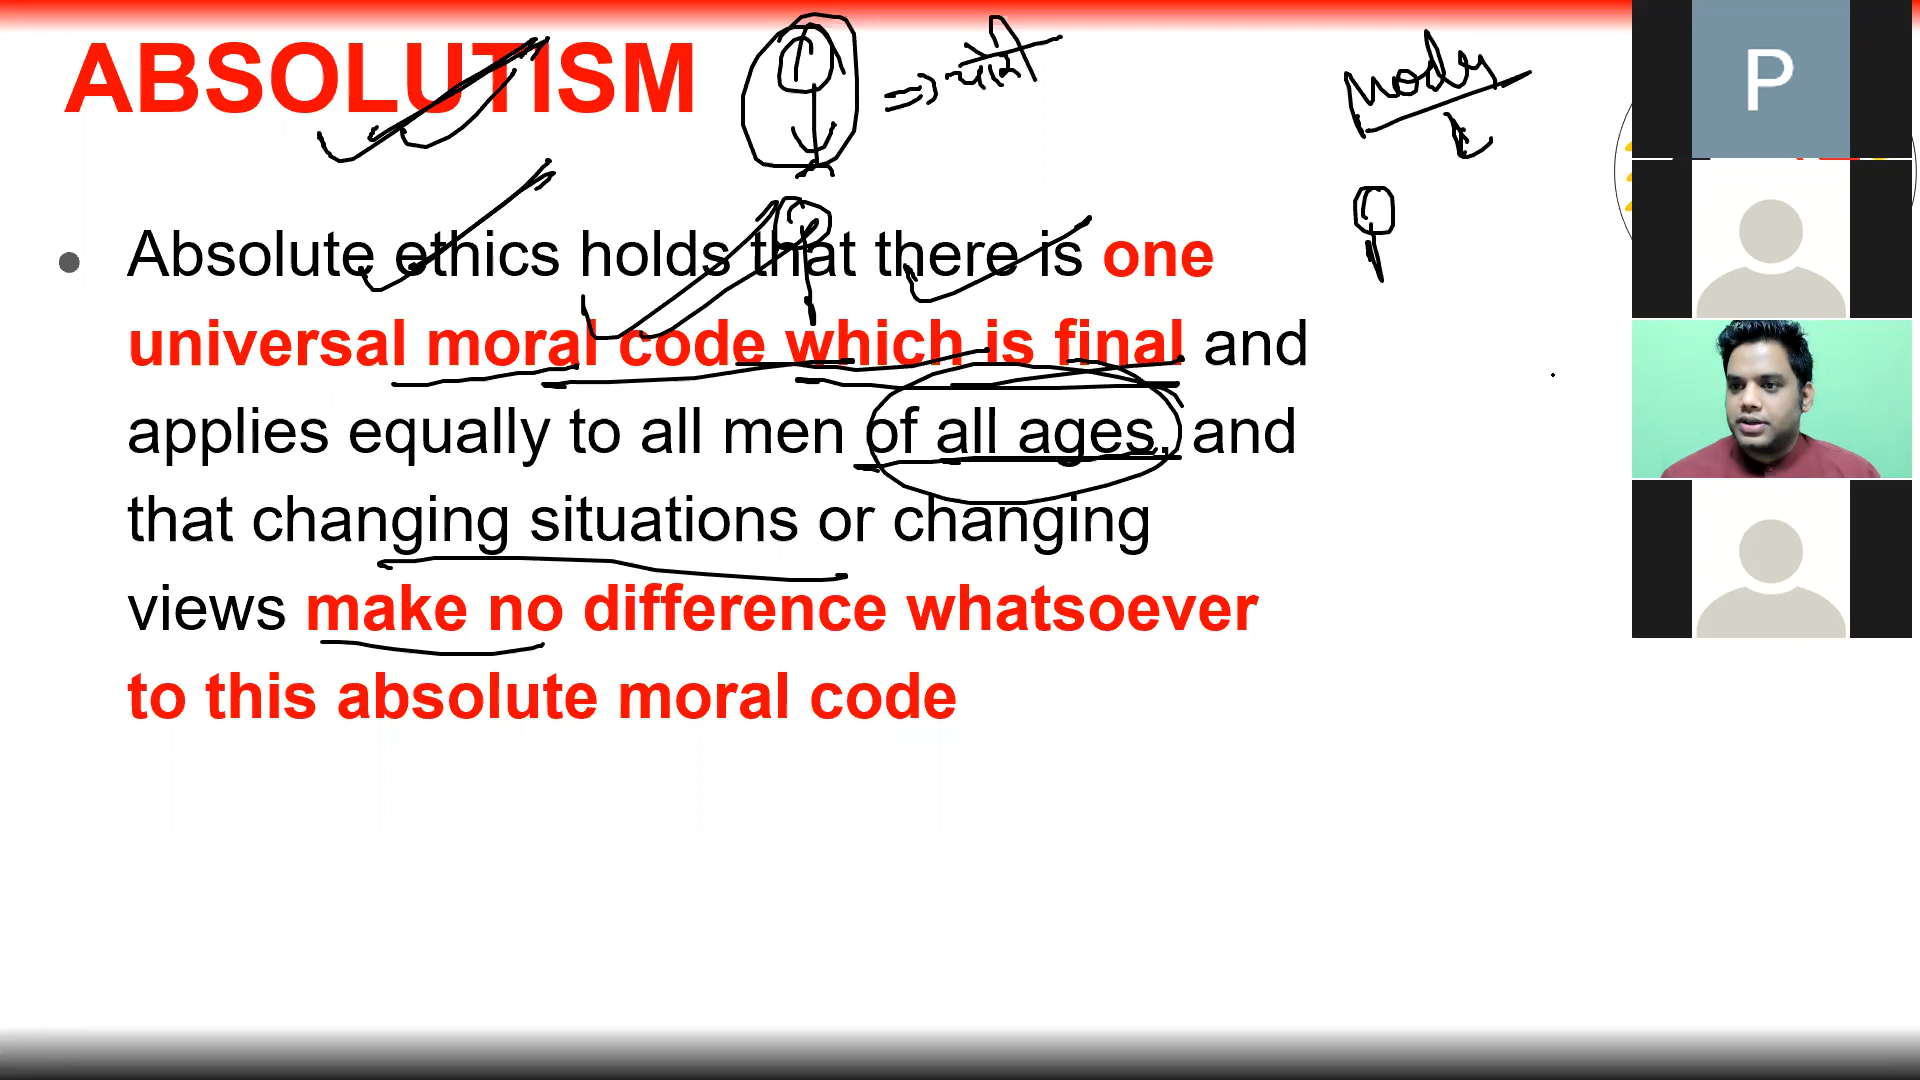 ABSOLUTISM
Mody
P
Absolute ethics holds that there is one
universal moral code which is final and
applies equally to all men of all ages, and
that changing situations or changing
views make no difference whatsoever
to this absolute moral code